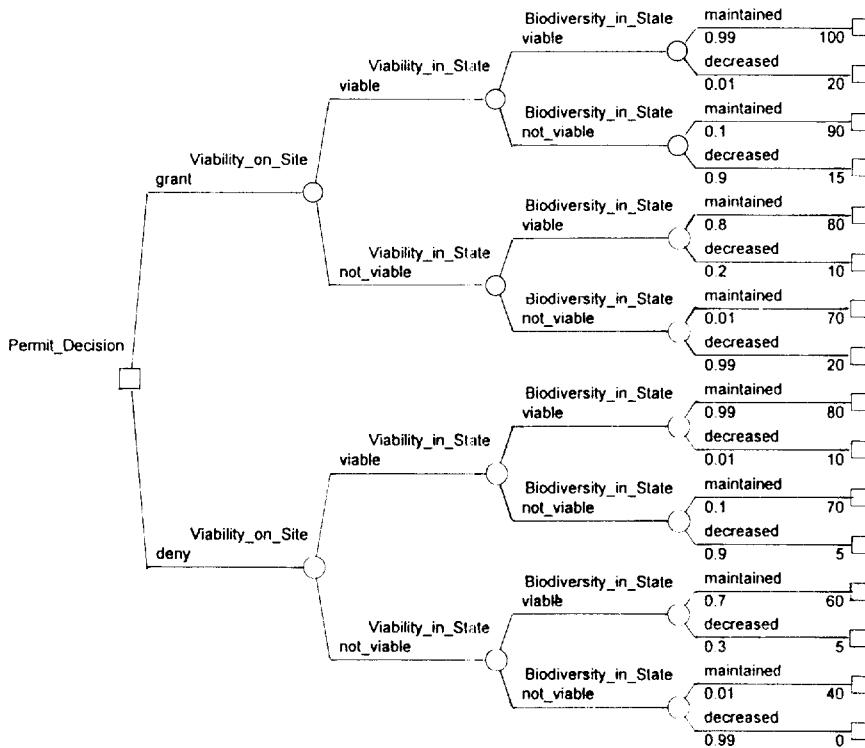 Biodiversity_in_State
maintained
viable
0.99 100
Viability_in_State
decreased
viable
0.01 20
Biodiversity_in_State
maintained
not_viable
0.1 90
Viability_on_Site
decreased
grant
0.9 15
Biodiversity_in_State
maintained
viable
0.8 80
Viability_in_State
decreased
not_viable
0.2 10
Biodiversity_in_State
maintained
not_viable
0.01 70
Permit_Decision
decreased
0.99 20
Biodiversity_in_State
maintained
viable
0.99 80
Viability_in_State
decreased
viable
0.01 10
Biodiversity_in_State
maintained
not_viable
0.1 70
Viability_on_Site
decreased
deny
0.9 5
Biodiversity_in_State
maintained
viable
0.7 60
Viability_in_State
decreased
not_viable
0.3 5
Biodiversity_in_State
maintained
not_viable
0.01 40
decreased
0.99 0